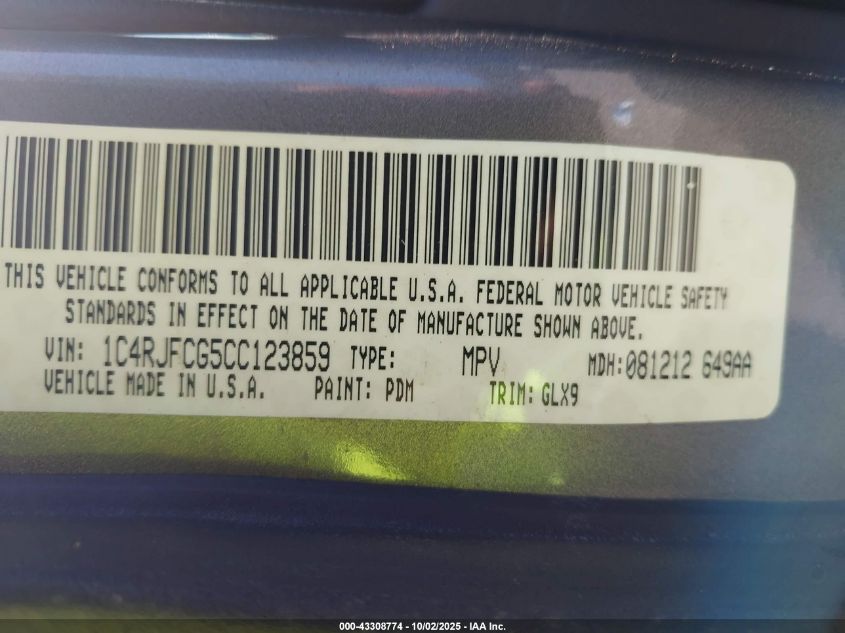 THIS VEHICLE CONFORMS TO ALL APPLICABLE U.S.A. FEDERAL MOTOR VEHICLE SAFETY
STANDARDS IN EFFECT ON THE DATE OF MANUFACTURE SHOWN ABOVE.
VIN: 1C4RJFCG5CC123859 TYPE: MPV MDH:081212 649AA
VEHICLE MADE IN U.S.A. PAINT: PDM TRIM: GLX9
000-43308774 - 10/02/2025 - IAA Inc.